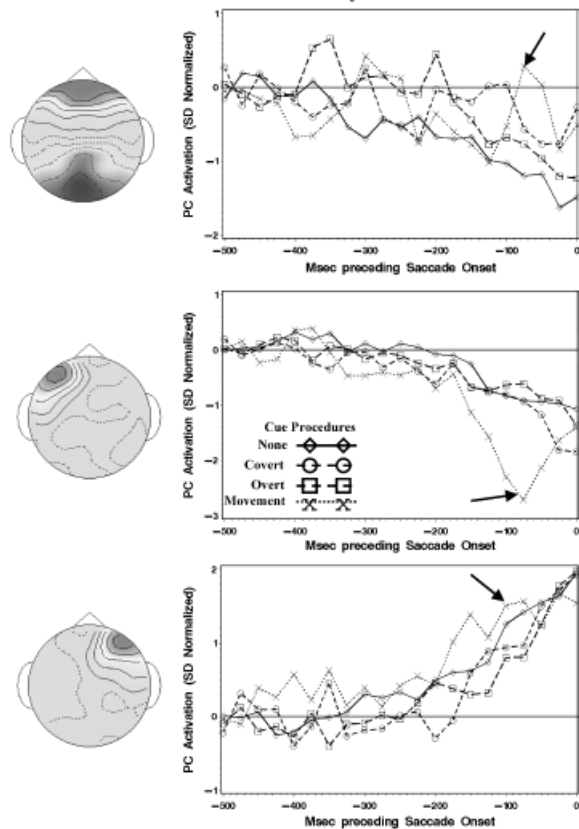 PC Activation (SD Normalized)
1
0
−1
−2
−500
−400
−300
−200
−100
0
Msec preceding Saccade Onset
PC Activation (SD Normalized)
1
0
−1
−2
−3
Cue Procedures
None
Covert
Overt
Movement
−500
−400
−300
−200
−100
0
Msec preceding Saccade Onset
PC Activation (SD Normalized)
2
1
0
−1
−500
−400
−300
−200
−100
0
Msec preceding Saccade Onset